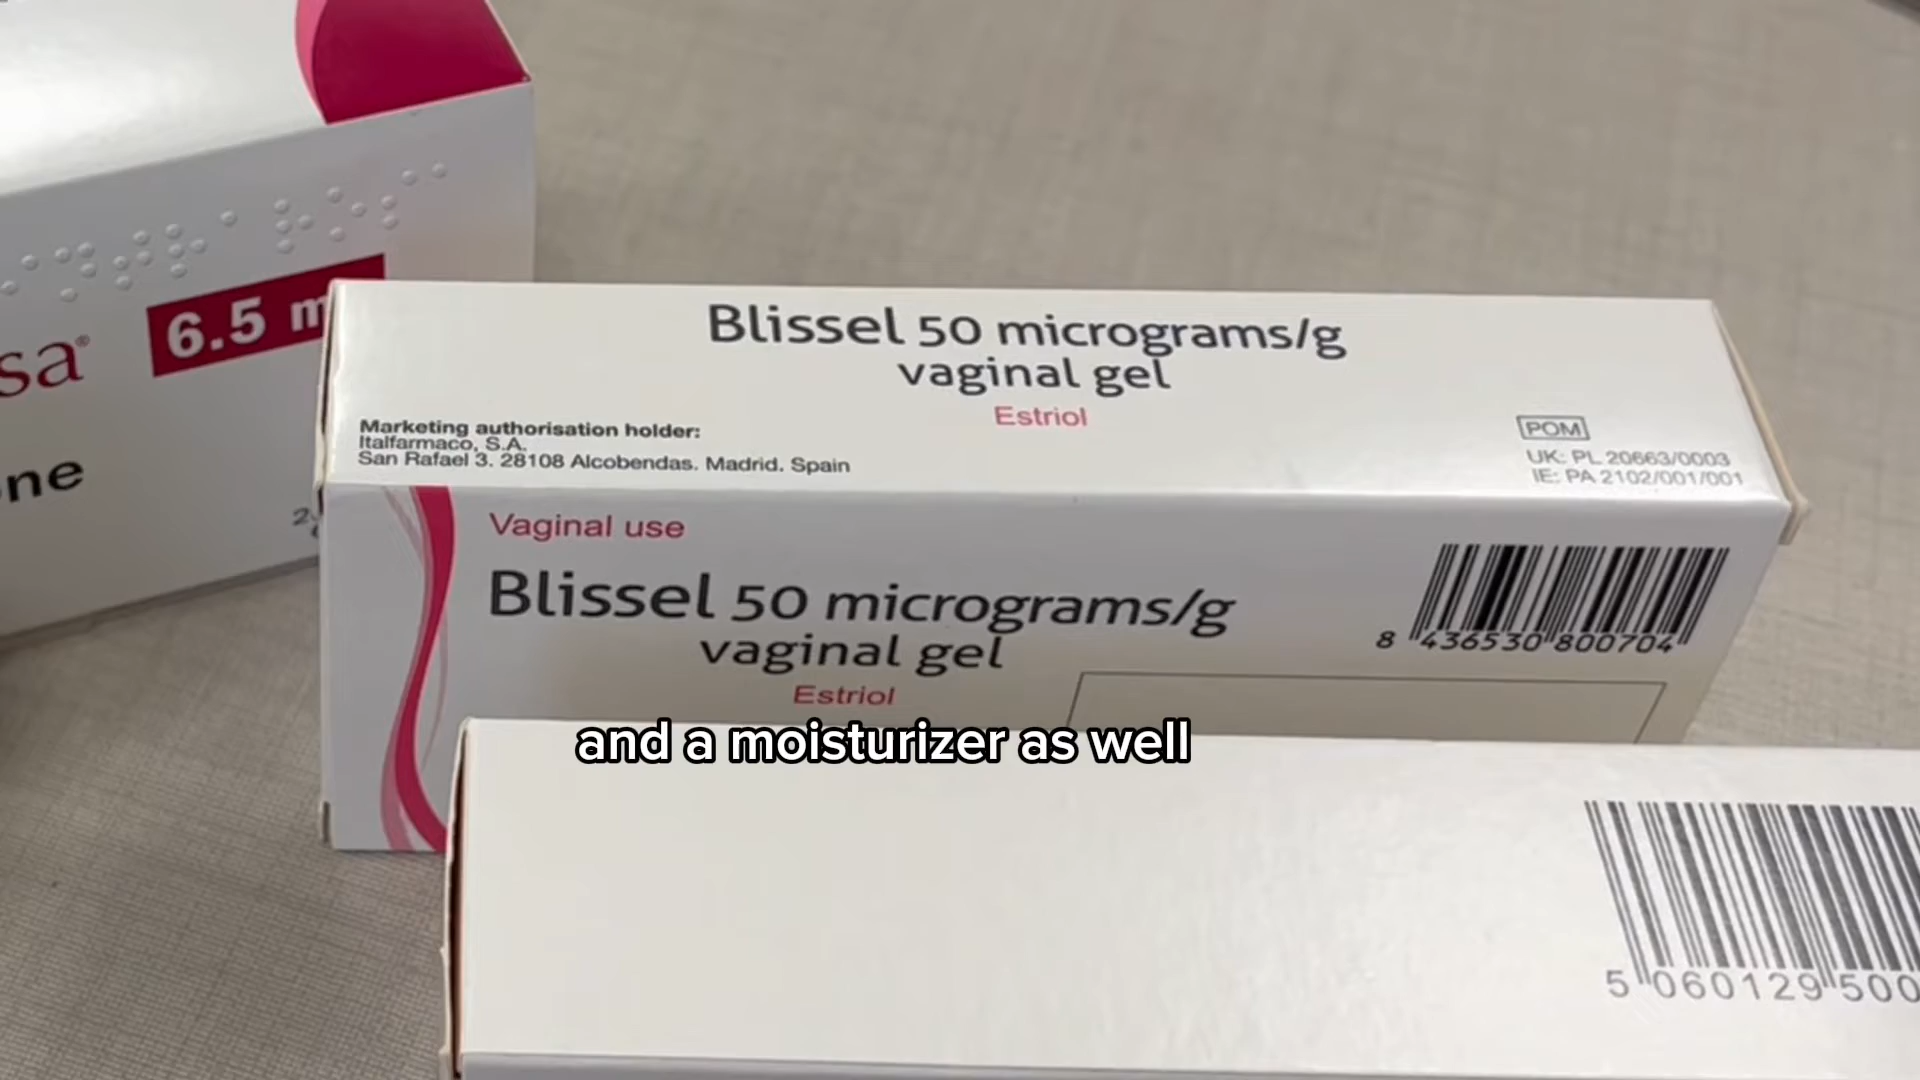 6.5
sa®
ne
Blissel 50 micrograms/g
vaginal gel
Estriol
Marketing authorisation holder:
Italfarmaco, S.A.
San Rafael 3. 28108 Alcobendas. Madrid. Spain
POM
UK: PL 20663/0003
IE: PA 2102/001/001
Vaginal use
Blissel 50 micrograms/g
vaginal gel
Estriol
8 436530 800704
and a moisturizer as well
5 060129 500